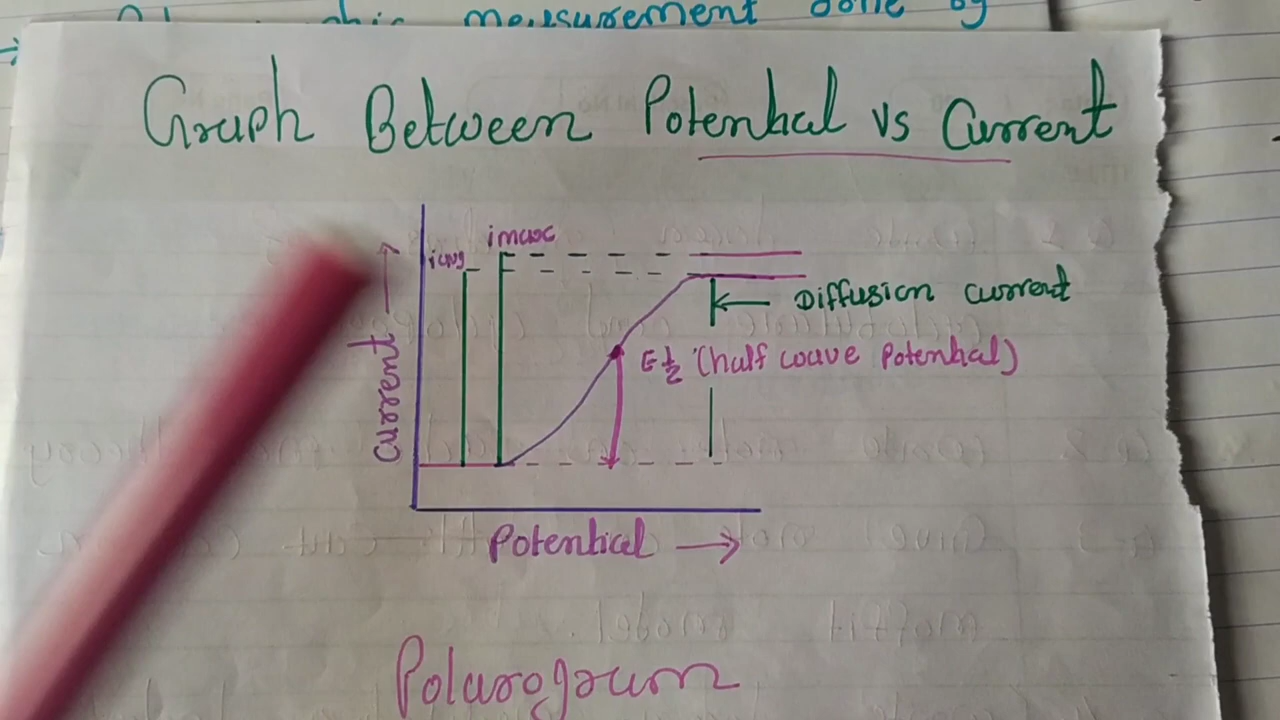 measurement done by
Graph Between Potential vs Current
imax
iavg
Diffusion current
E½ (half wave Potential)
Current
Potential
Polarogram